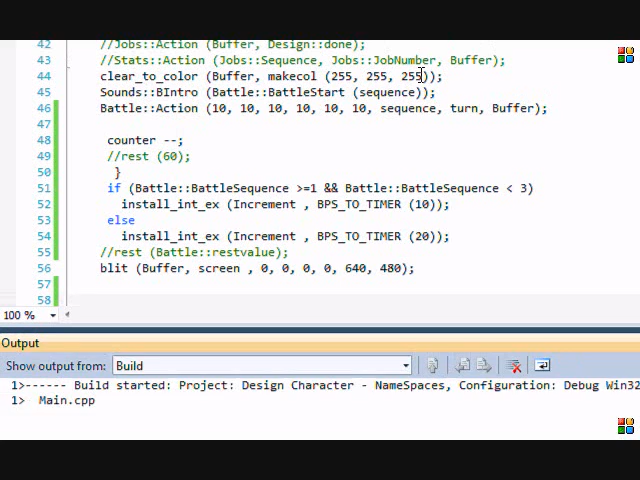 42 //Jobs::Action (Buffer, Design::done);
43 //Stats::Action (Jobs::Sequence, Jobs::JobNumber, Buffer);
44 clear_to_color (Buffer, makecol (255, 255, 255));
45 Sounds::BIntro (Battle::BattleStart (sequence));
46 Battle::Action (10, 10, 10, 10, 10, 10, sequence, turn, Buffer);
47
48 counter --;
49 //rest (60);
50 }
51 if (Battle::BattleSequence >=1 && Battle::BattleSequence < 3)
52 install_int_ex (Increment , BPS_TO_TIMER (10));
53 else
54 install_int_ex (Increment , BPS_TO_TIMER (20));
55 //rest (Battle::restvalue);
56 blit (Buffer, screen , 0, 0, 0, 0, 640, 480);
57
58
100 %
Output
Show output from: Build
1>------ Build started: Project: Design Character - NameSpaces, Configuration: Debug Win32
1> Main.cpp